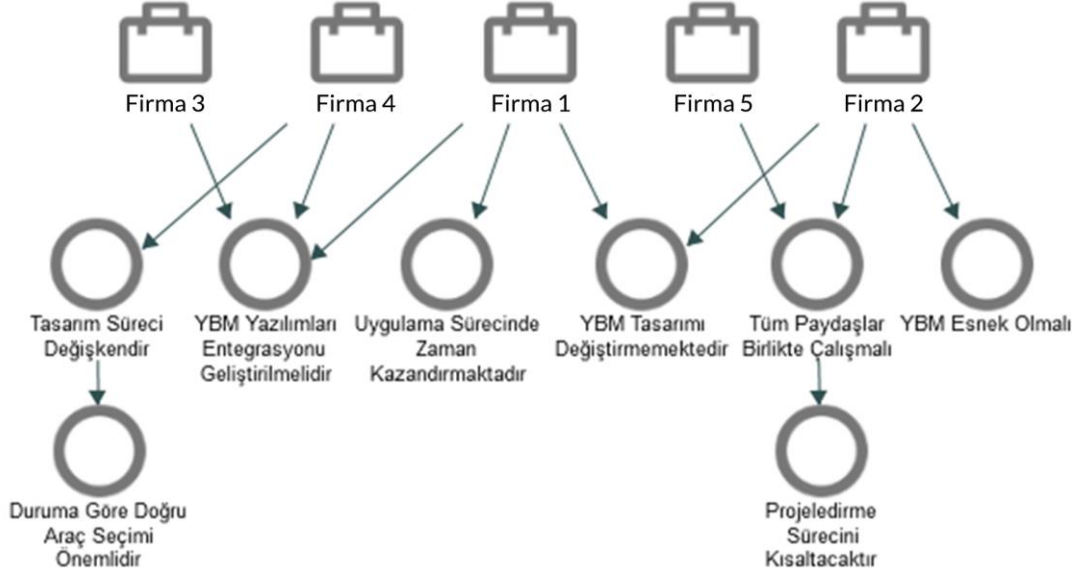 Firma 3
Firma 4
Firma 1
Firma 5
Firma 2
Tasarım Süreci
Değişkendir
YBM Yazılımları
Entegrasyonu
Geliştirilmelidir
Uygulama Sürecinde
Zaman
Kazandırmaktadır
YBM Tasarımı
Değiştirmemektedir
Tüm Paydaşlar
Birlikte Çalışmalı
YBM Esnek Olmalı
Duruma Göre Doğru
Araç Seçimi
Önemlidir
Projeledirme
Sürecini
Kısaltacaktır